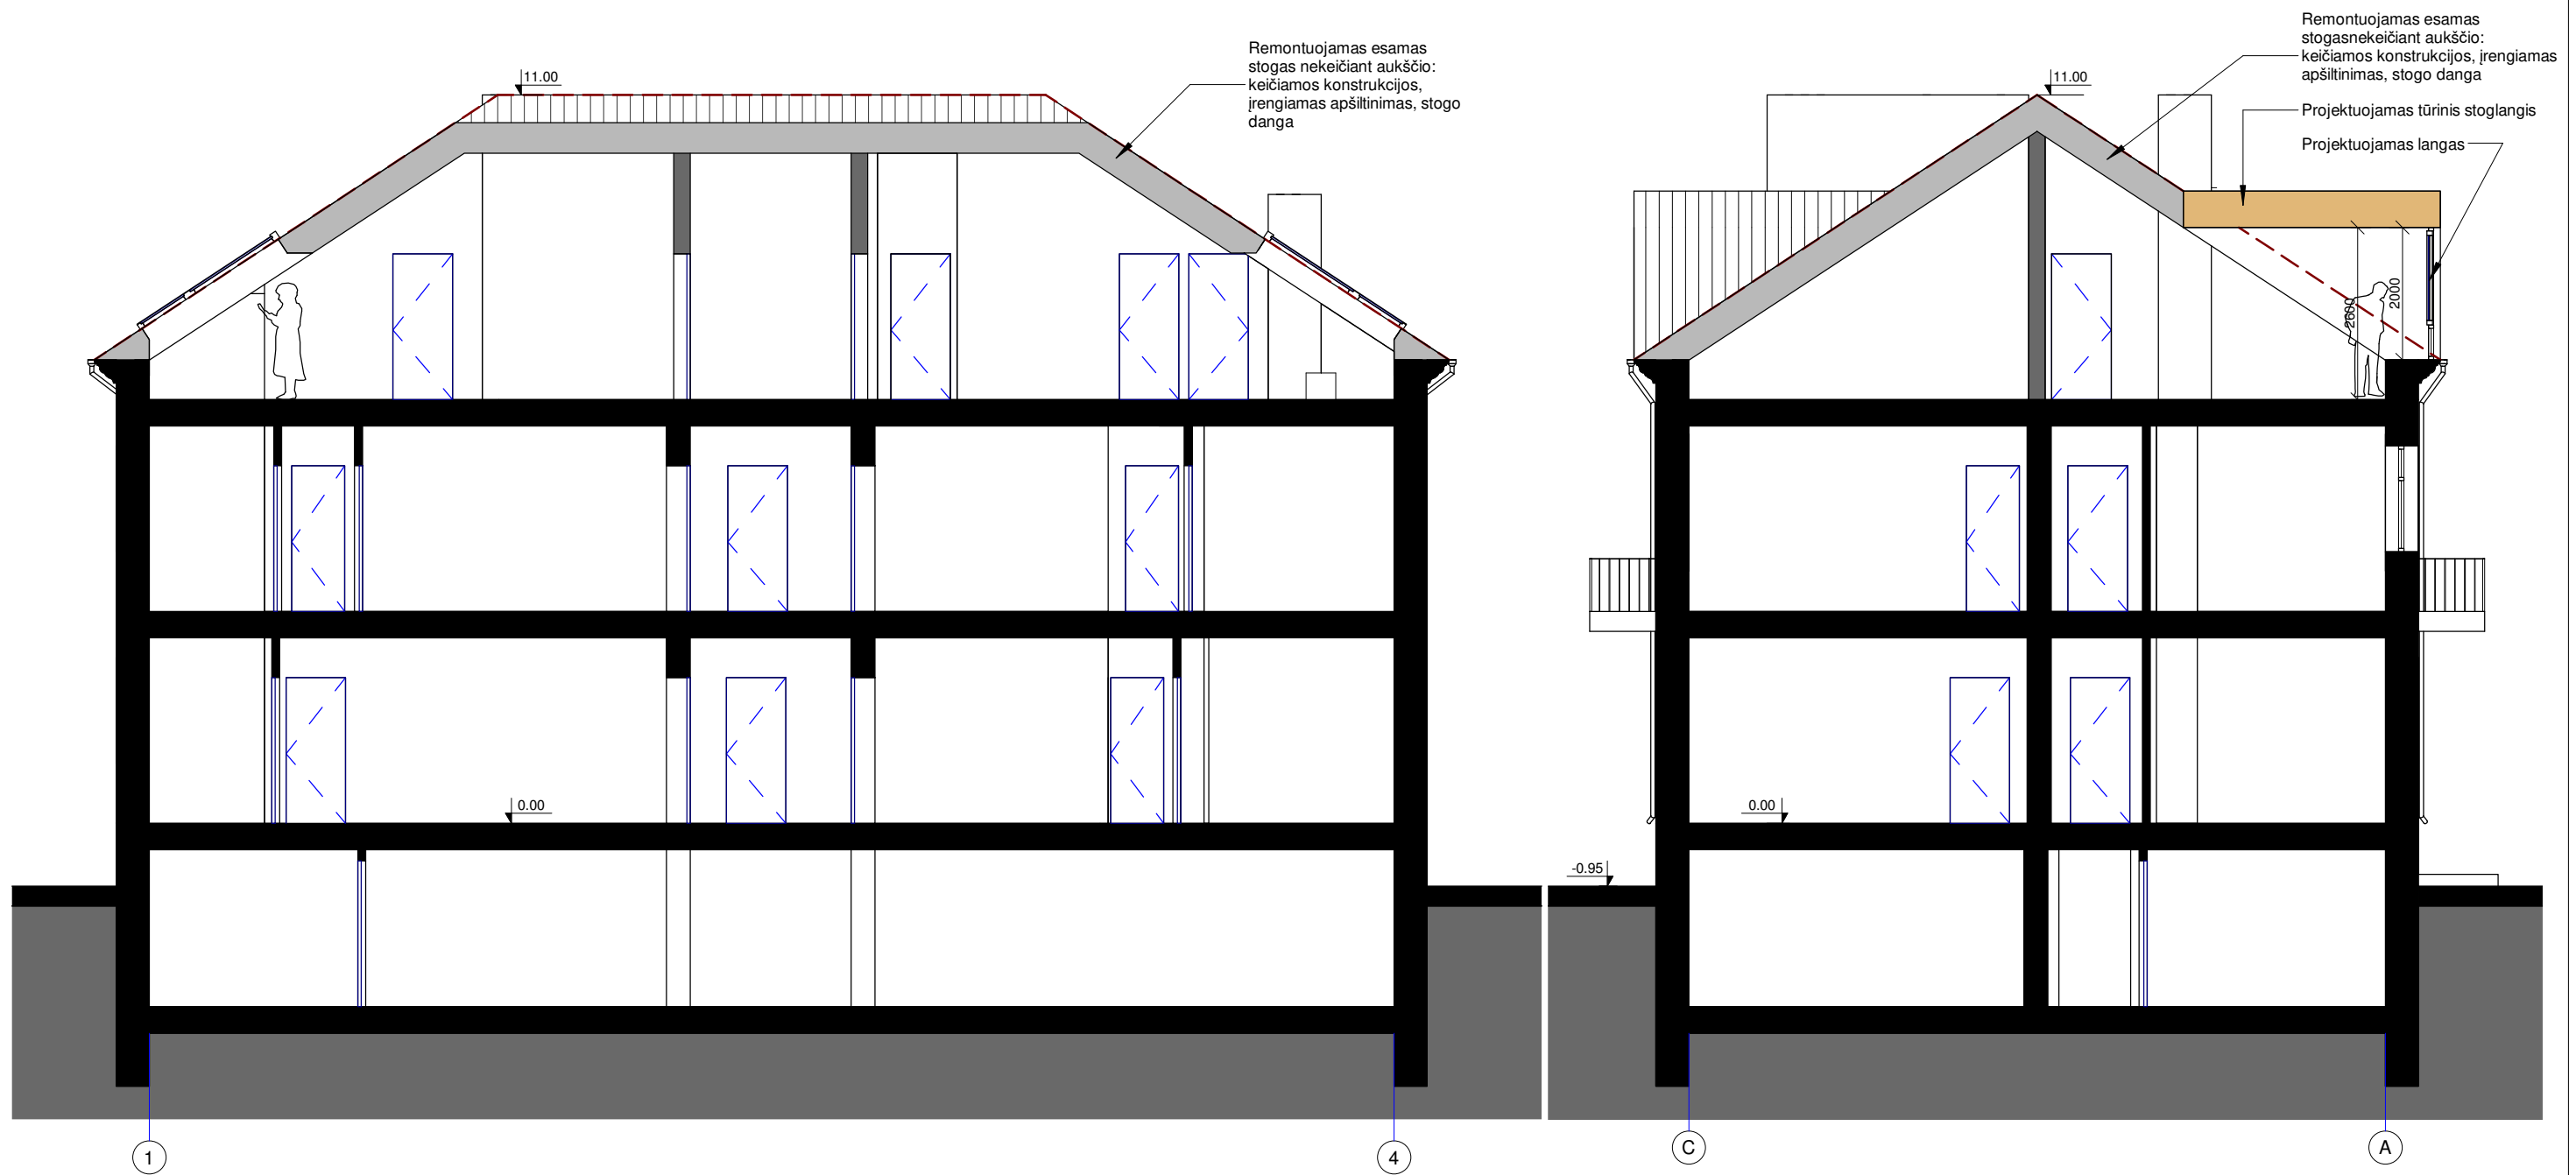 11.00
Remontuojamas esamas
stogas nekeičiant aukščio:
keičiamos konstrukcijos,
įrengiamas apšiltinimas, stogo
danga
0.00
1
4
11.00
Remontuojamas esamas
stogasnekeičiant aukščio:
keičiamos konstrukcijos, įrengiamas
apšiltinimas, stogo danga
Projektuojamas tūrinis stoglangis
Projektuojamas langas
2600
2000
0.00
-0.95
C
A